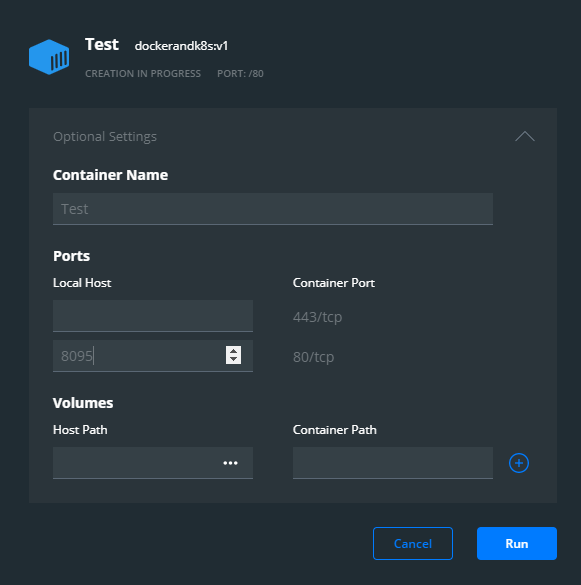 Test dockerandk8s:v1
CREATION IN PROGRESS PORT: /80
Optional Settings
Container Name
Test
Ports
Local Host Container Port
443/tcp
8095 80/tcp
Volumes
Host Path Container Path
Cancel Run